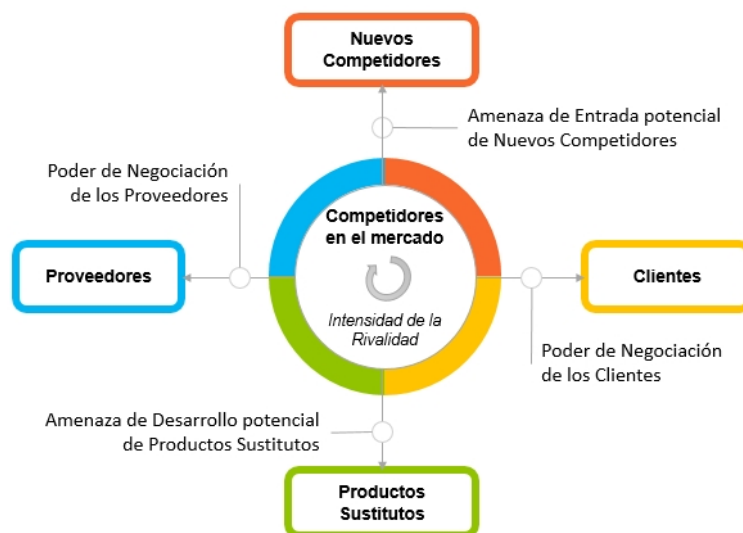 Nuevos
Competidores
Amenaza de Entrada potencial
de Nuevos Competidores
Poder de Negociación
de los Proveedores
Competidores
en el mercado
Proveedores
Clientes
Intensidad de la
Rivalidad
Poder de Negociación
de los Clientes
Amenaza de Desarrollo potencial
de Productos Sustitutos
Productos
Sustitutos